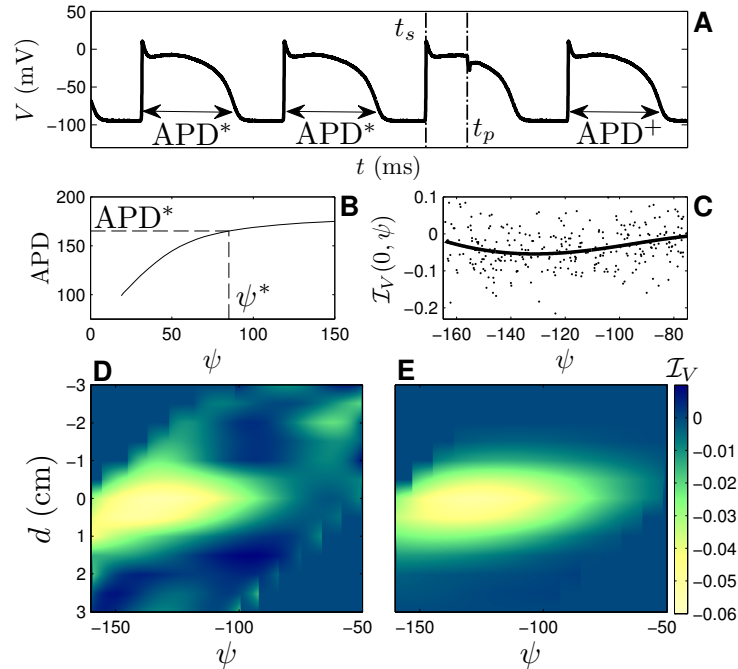 A
V (mV)
50
0
−50
−100
t_s
t_p
APD*
APD*
APD+
t (ms)
B
APD
200
150
100
APD*
ψ*
0
50
100
150
ψ
C
I_V(0, ψ)
0.1
0
−0.1
−0.2
−160
−140
−120
−100
−80
ψ
D
d (cm)
-3
-2
-1
0
1
2
3
−150
−100
−50
ψ
E
−150
−100
−50
ψ
I_V
0
−0.01
−0.02
−0.03
−0.04
−0.05
−0.06